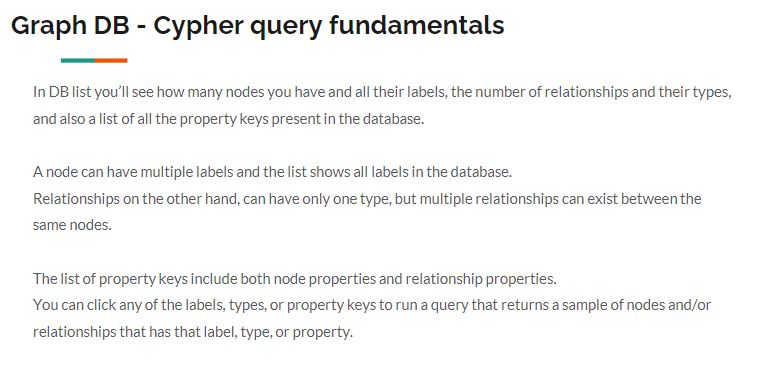 Graph DB - Cypher query fundamentals
In DB list you'll see how many nodes you have and all their labels, the number of relationships and their types,
and also a list of all the property keys present in the database.
A node can have multiple labels and the list shows all labels in the database.
Relationships on the other hand, can have only one type, but multiple relationships can exist between the
same nodes.
The list of property keys include both node properties and relationship properties.
You can click any of the labels, types, or property keys to run a query that returns a sample of nodes and/or
relationships that has that label, type, or property.